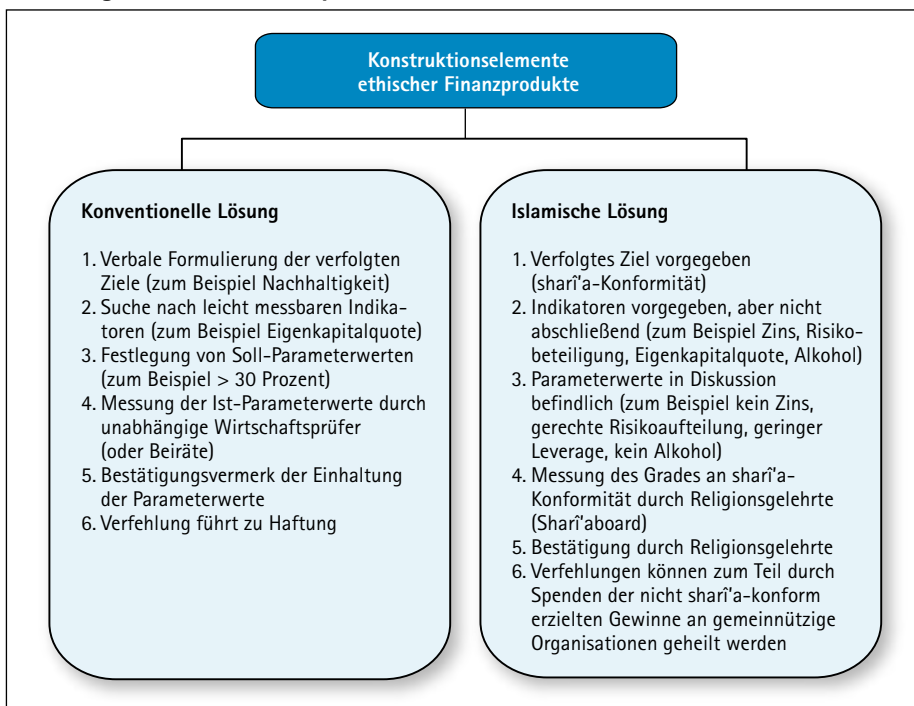 Konstruktionselemente
ethischer Finanzprodukte
Konventionelle Lösung
1. Verbale Formulierung der verfolgten
Ziele (zum Beispiel Nachhaltigkeit)
2. Suche nach leicht messbaren Indika-
toren (zum Beispiel Eigenkapitalquote)
3. Festlegung von Soll-Parameterwerten
(zum Beispiel > 30 Prozent)
4. Messung der Ist-Parameterwerte durch
unabhängige Wirtschaftsprüfer
(oder Beiräte)
5. Bestätigungsvermerk der Einhaltung
der Parameterwerte
6. Verfehlung führt zu Haftung
Islamische Lösung
1. Verfolgtes Ziel vorgegeben
(sharî'a-Konformität)
2. Indikatoren vorgegeben, aber nicht
abschließend (zum Beispiel Zins, Risiko-
beteiligung, Eigenkapitalquote, Alkohol)
3. Parameterwerte in Diskussion
befindlich (zum Beispiel kein Zins,
gerechte Risikoaufteilung, geringer
Leverage, kein Alkohol)
4. Messung des Grades an sharî'a-
Konformität durch Religionsgelehrte
(Sharî'aboard)
5. Bestätigung durch Religionsgelehrte
6. Verfehlungen können zum Teil durch
Spenden der nicht sharî'a-konform
erzielten Gewinne an gemeinnützige
Organisationen geheilt werden